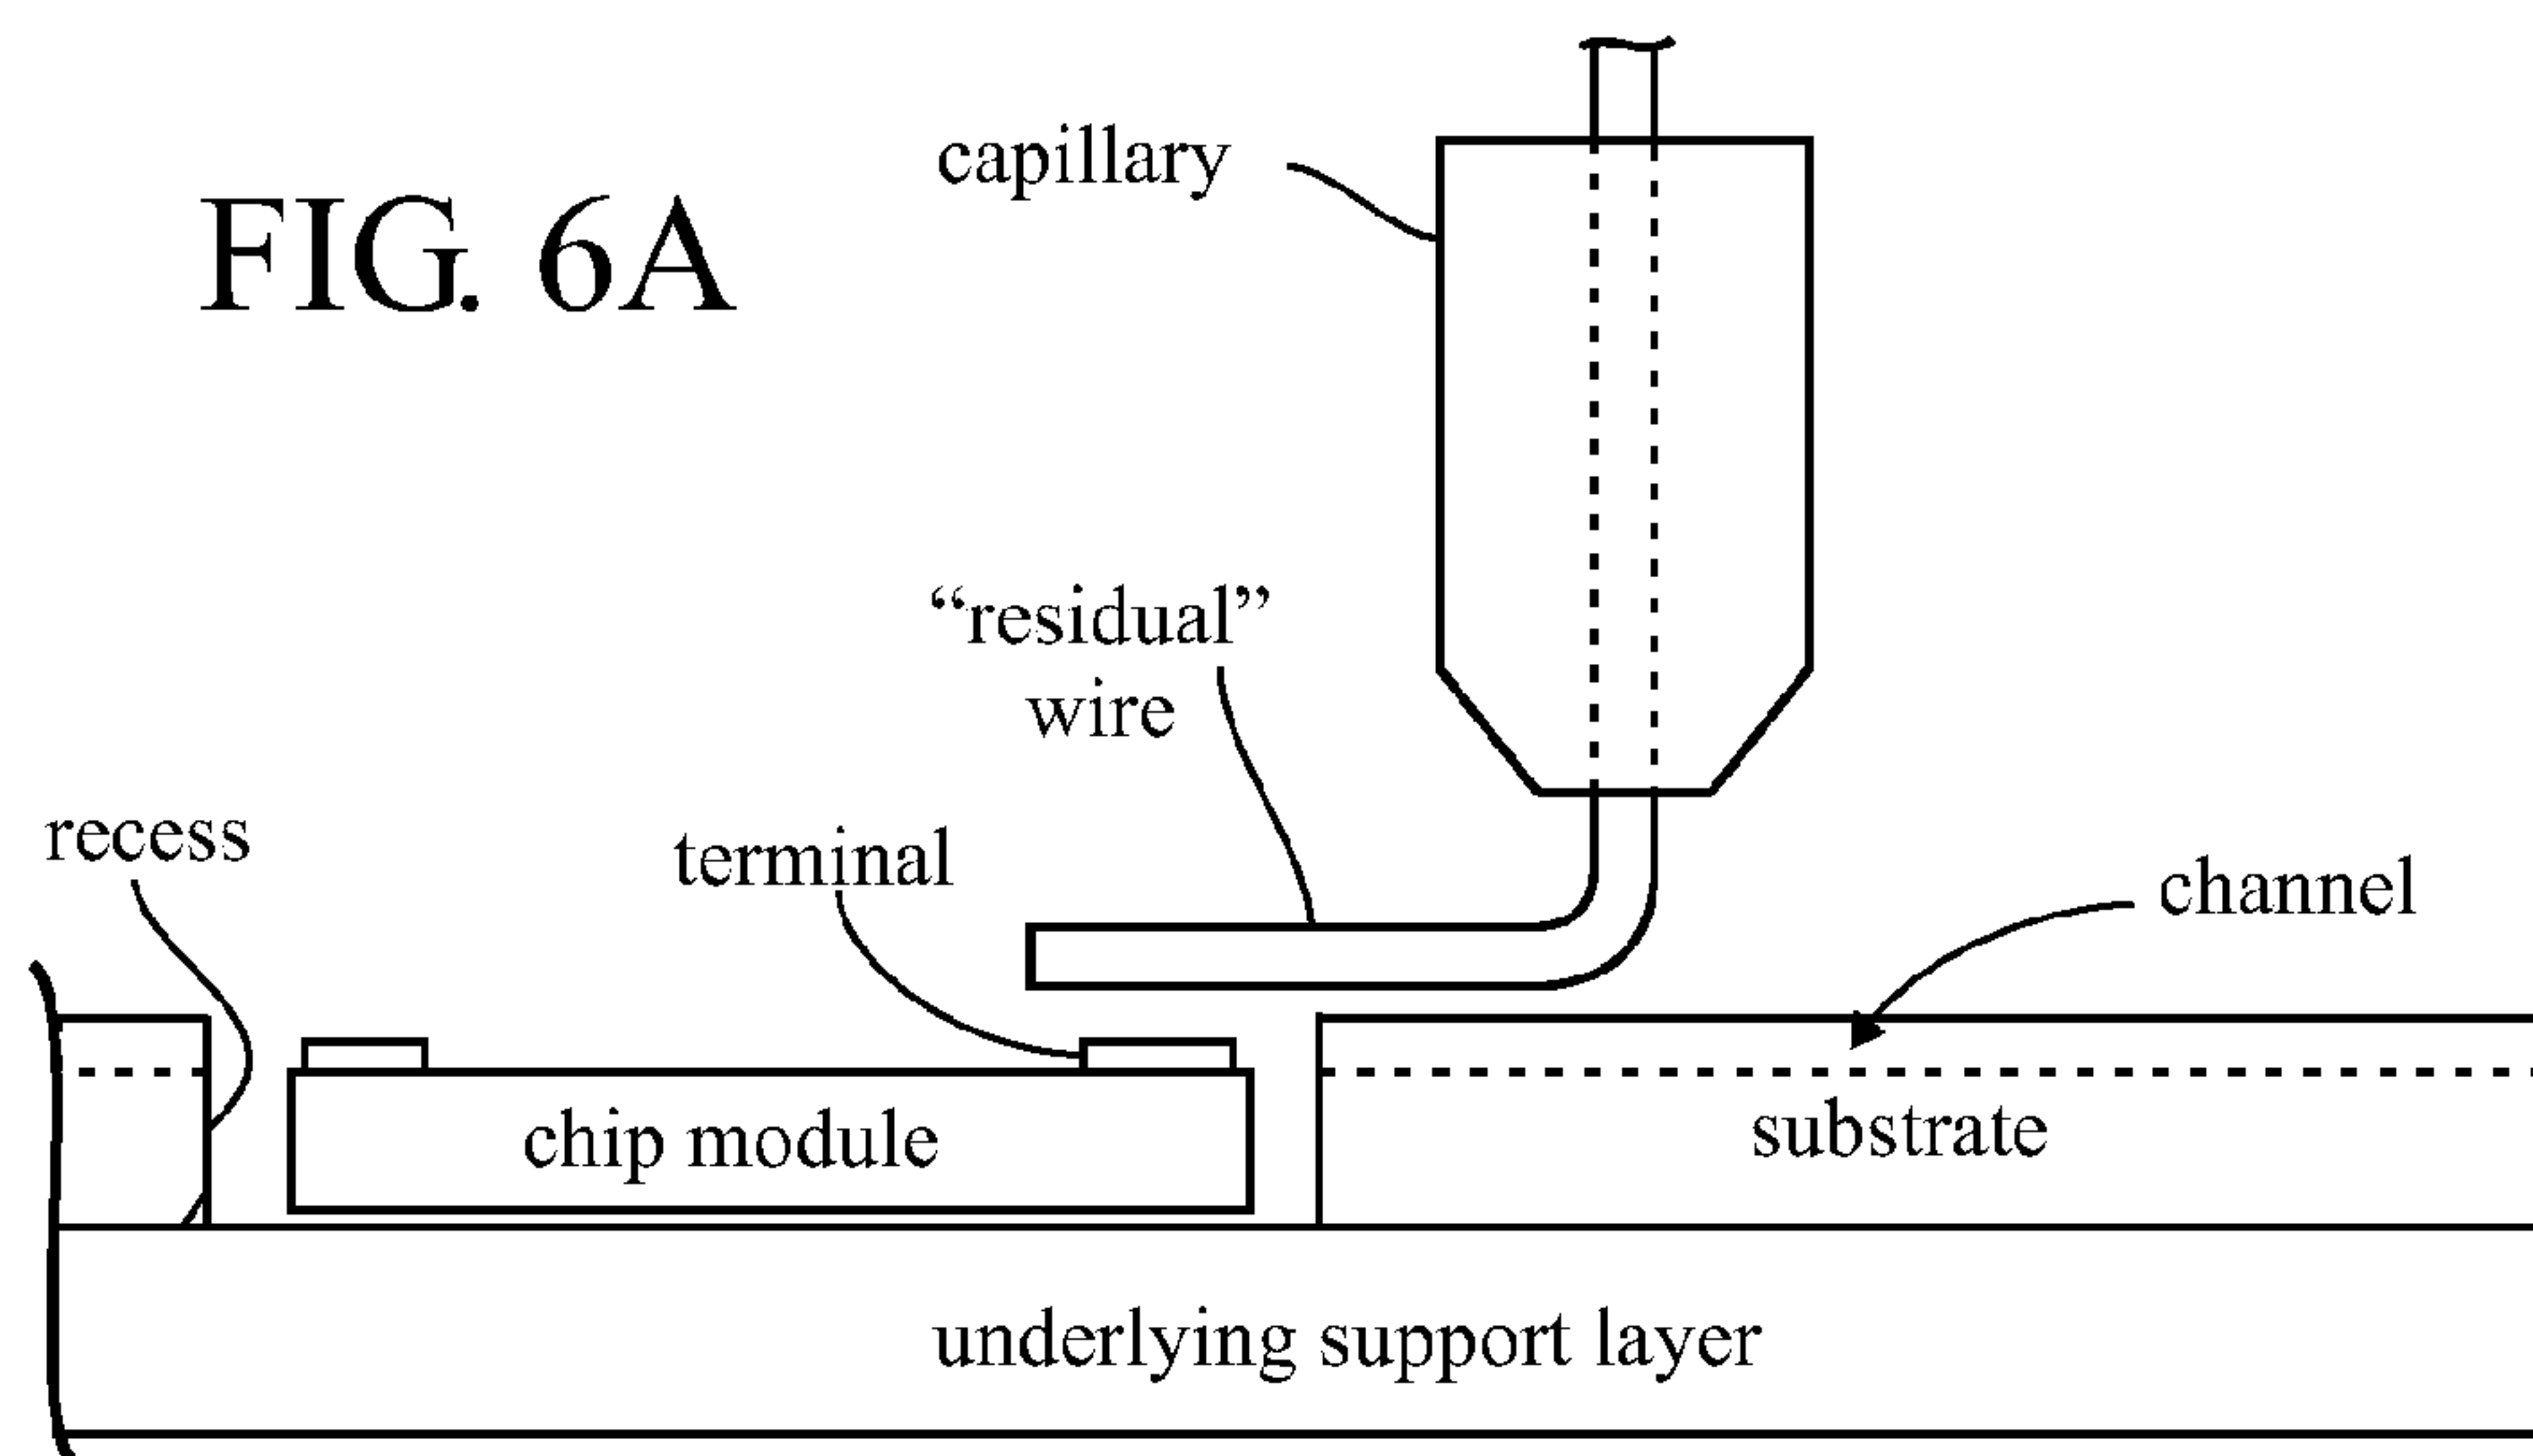 FIG. 6A
capillary
“residual”
wire
recess
terminal
channel
chip module
substrate
underlying support layer